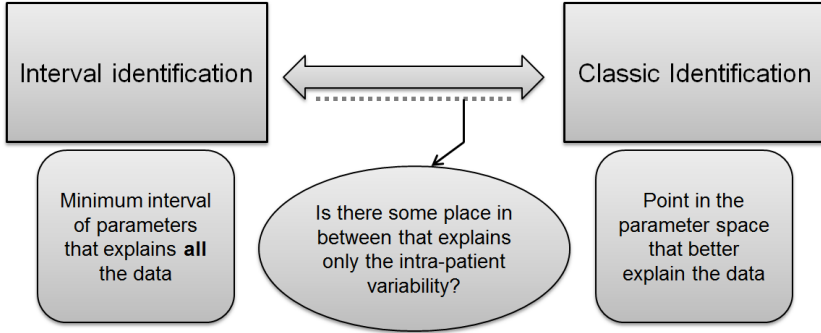 Interval identification
Classic Identification
Minimum interval
of parameters
that explains all
the data
Is there some place in
between that explains
only the intra-patient
variability?
Point in the
parameter space
that better
explain the data